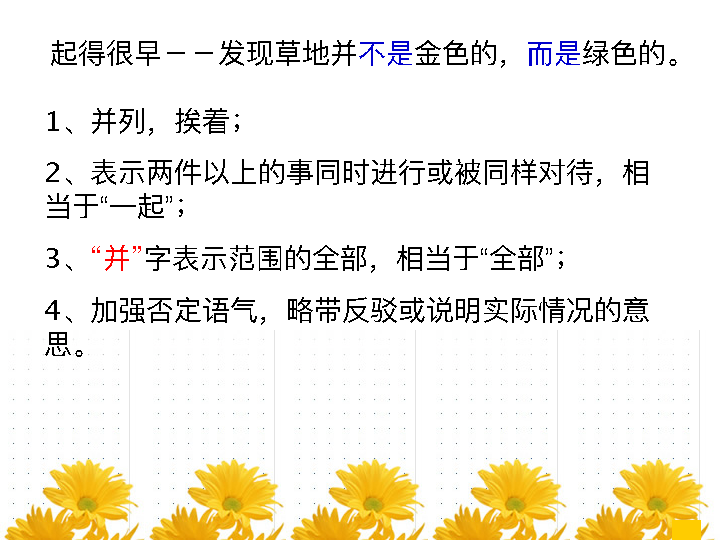 起得很早－－发现草地并不是金色的，而是绿色的。
1、并列，挨着；
2、表示两件以上的事同时进行或被同样对待，相
当于“一起”；
3、“并”字表示范围的全部，相当于“全部”；
4、加强否定语气，略带反驳或说明实际情况的意
思。